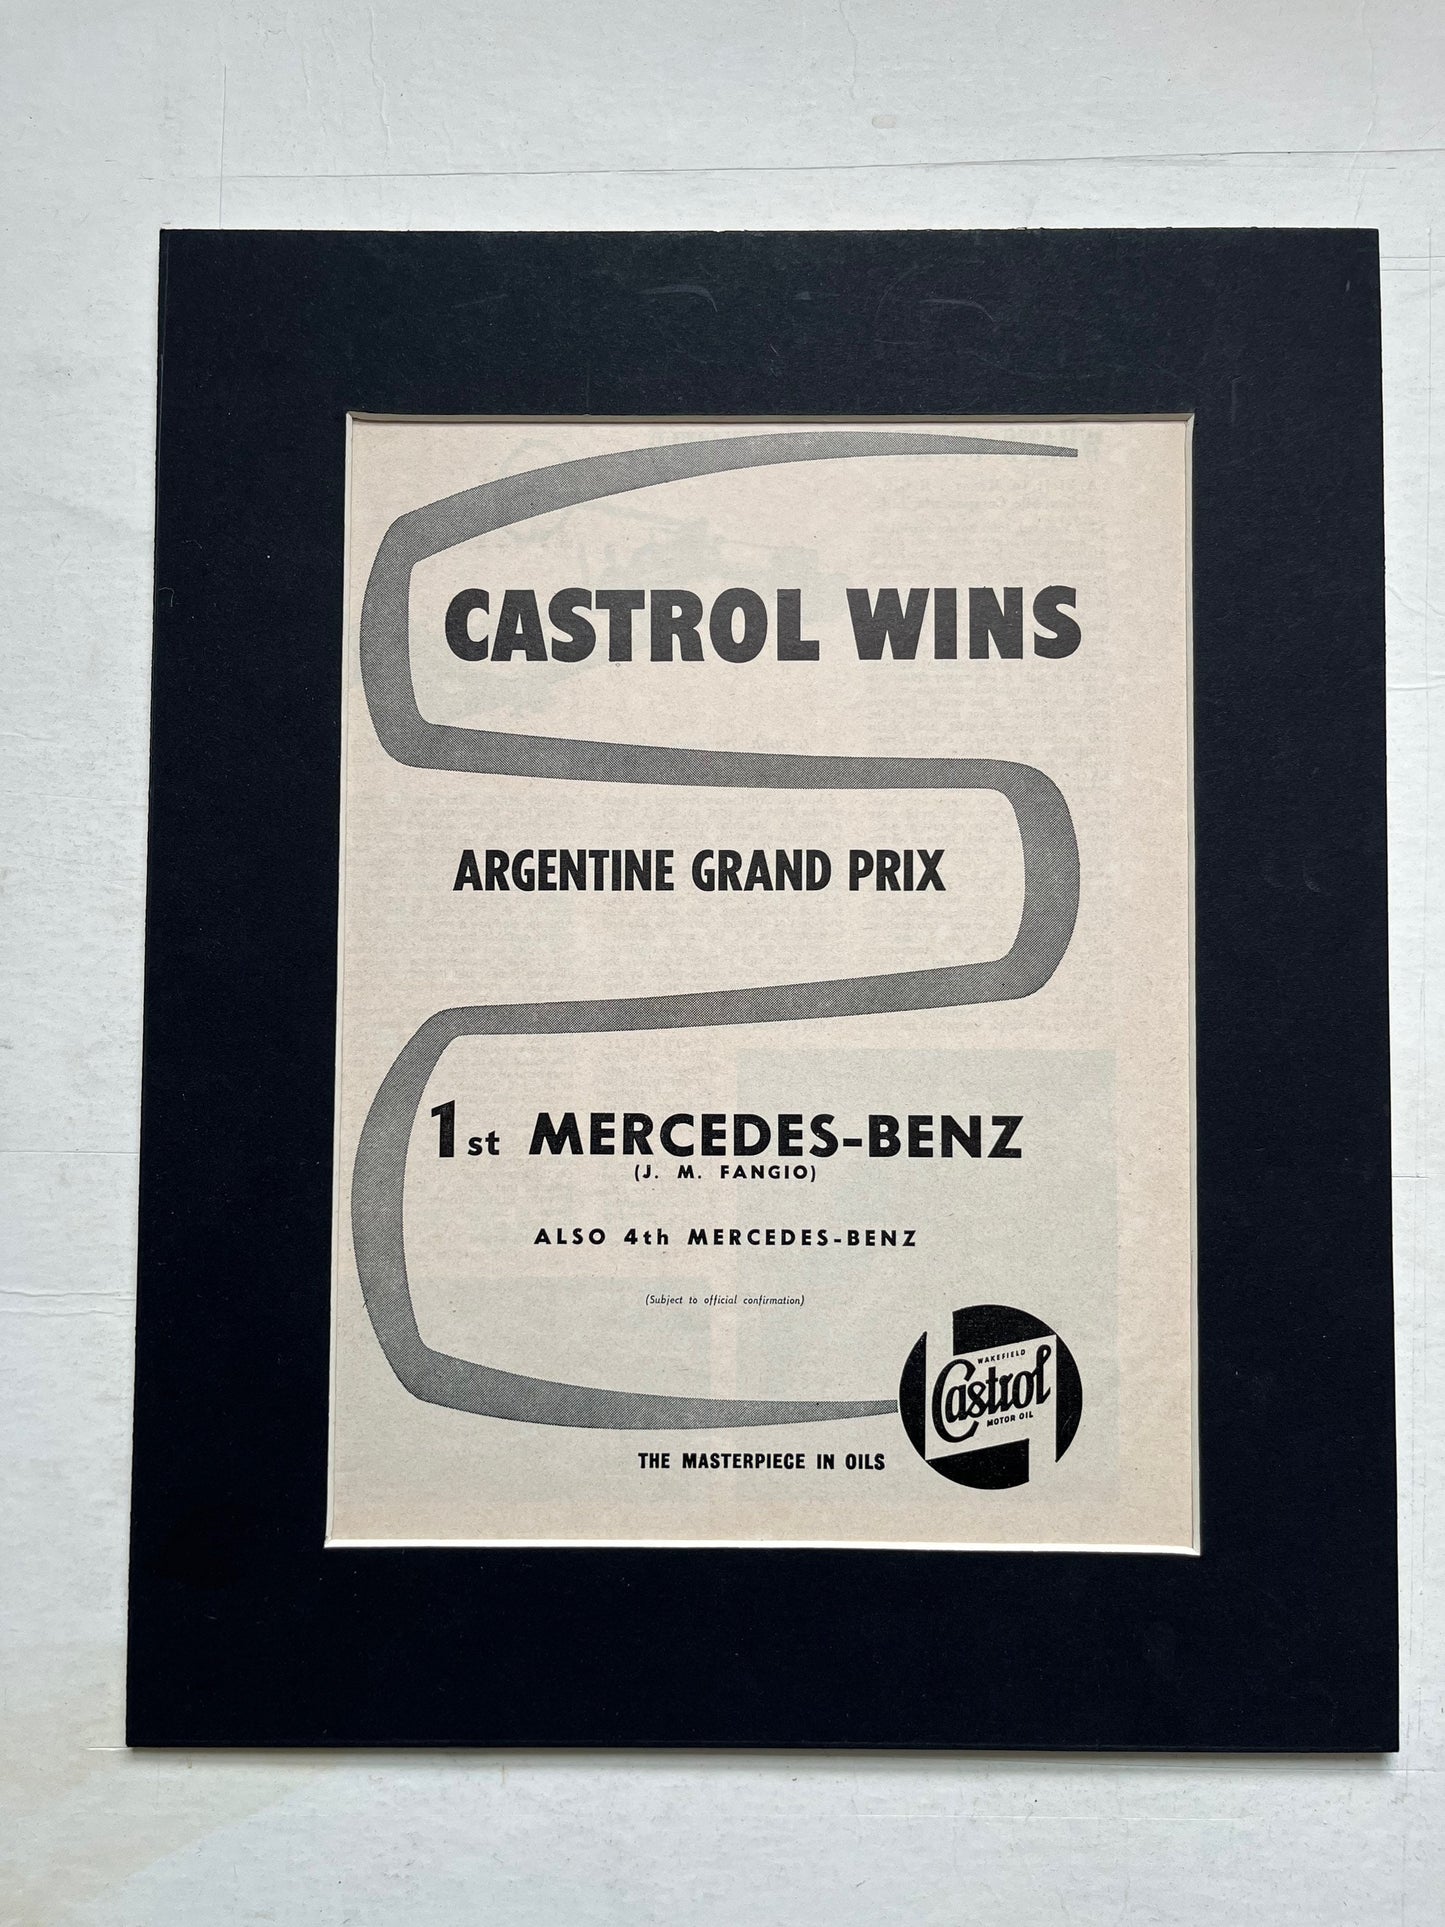 CASTROL WINS
ARGENTINE GRAND PRIX
1st MERCEDES-BENZ
(J. M. FANGIO)
ALSO 4th MERCEDES-BENZ
(Subject to official confirmation)
WAKEFIELD
Castrol
MOTOR OIL
THE MASTERPIECE IN OILS